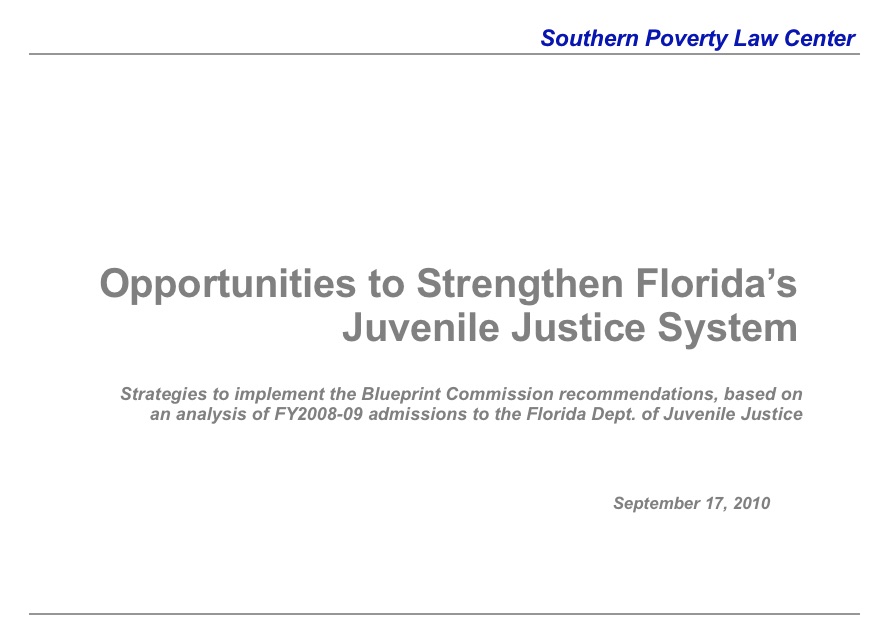 Southern Poverty Law Center
Opportunities to Strengthen Florida’s
Juvenile Justice System
Strategies to implement the Blueprint Commission recommendations, based on
an analysis of FY2008-09 admissions to the Florida Dept. of Juvenile Justice
September 17, 2010